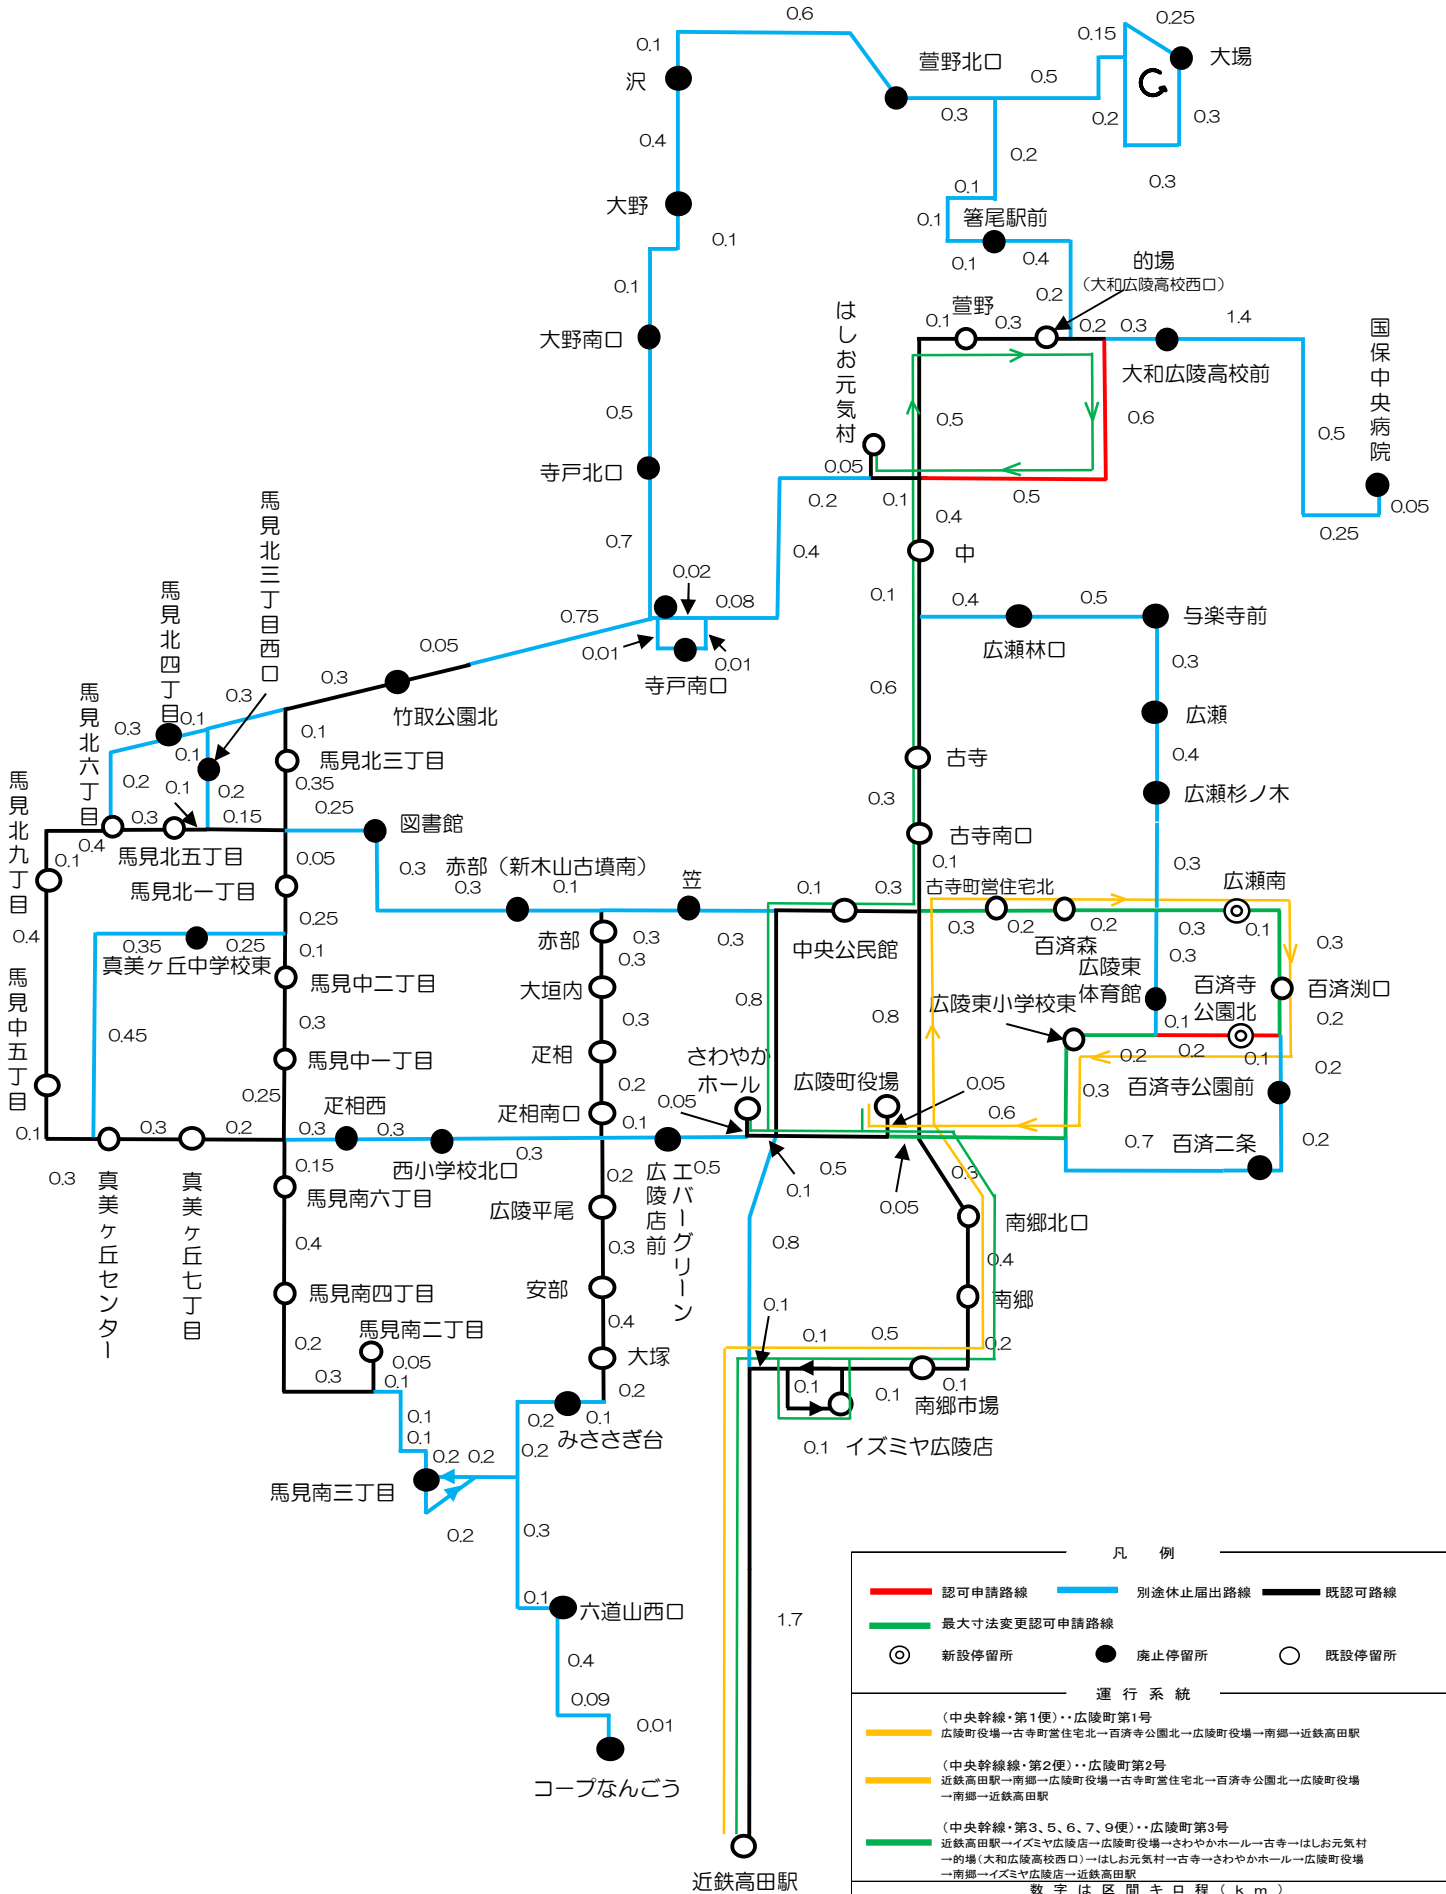 0.6
0.25
0.1
0.15
沢
萱野北口
大場
0.5
0.3
0.2
0.3
0.4
0.2
0.3
0.1
大野
0.1
箸尾駅前
0.1
0.1
0.4
的場
(大和広陵高校西口)
0.1
0.2
萱野
0.1
0.3
0.2
0.3
1.4
はしお元気村
国保中央病院
大野南口
大和広陵高校前
0.5
0.5
0.6
0.5
寺戸北口
0.05
0.2
0.1
0.5
0.05
0.25
0.4
馬見北三丁目西口
0.7
0.4
中
0.02
0.08
馬見北四丁目
0.1
0.4
0.5
与楽寺前
0.75
0.05
0.01
0.01
広瀬林口
0.3
寺戸南口
0.3
0.3
0.6
馬見北六丁目
竹取公園北
広瀬
0.3
0.1
0.1
0.1
馬見北三丁目
古寺
0.4
馬見北九丁目
0.2
0.1
0.2
0.35
0.3
広瀬杉ノ木
0.3
0.15
0.25
図書館
古寺南口
0.4
馬見北五丁目
0.1
0.05
0.3
赤部(新木山古墳南)
0.1
0.3
馬見北一丁目
0.3
0.1
笠
0.1
0.3
古寺町営住宅北
広瀬南
0.25
0.4
0.35
0.25
0.1
真美ヶ丘中学校東
赤部
0.3
0.3
中央公民館
0.3
0.2
百済森
0.2
0.3
0.1
0.3
0.3
0.3
馬見中五丁目
馬見中二丁目
大垣内
広陵東
体育館
百済寺
公園北
百済渕口
0.8
広陵東小学校東
0.3
0.3
0.8
0.1
0.2
0.45
馬見中一丁目
疋相
さわやか
ホール
広陵町役場
0.2
0.2
0.1
0.2
0.25
0.2
0.05
0.3
百済寺公園前
疋相西
疋相南口
0.05
0.6
0.1
0.3
0.2
0.3
0.3
0.1
0.7
百済二条
0.2
0.3
0.15
西小学校北口
0.3
0.5
0.1
0.5
0.3
真美ヶ丘センター
真美ヶ丘七丁目
馬見南六丁目
広陵平尾
0.2
エバーグリーン
広陵店前
0.05
南郷北口
0.4
0.3
0.8
0.4
馬見南四丁目
安部
0.1
南郷
馬見南二丁目
0.4
0.1
0.5
0.2
0.2
大塚
0.05
0.3
0.1
0.2
0.1
0.1
0.1
0.1
0.2
0.1
南郷市場
0.1
0.2
みささぎ台
0.1
イズミヤ広陵店
0.2
0.2
馬見南三丁目
0.2
0.3
0.1
六道山西口
1.7
0.4
0.09
0.01
コープなんごう
近鉄高田駅
凡 例
認可申請路線
別途休止届出路線
既認可路線
最大寸法変更認可申請路線
新設停留所
廃止停留所
既設停留所
運 行 系 統
(中央幹線・第1便)・・広陵町第1号
広陵町役場→古寺町営住宅北→百済寺公園北→広陵町役場→南郷→近鉄高田駅
(中央幹線線・第2便)・・広陵町第2号
近鉄高田駅→南郷→広陵町役場→古寺町営住宅北→百済寺公園北→広陵町役場
→南郷→近鉄高田駅
(中央幹線・第3、5、6、7、9便)・・広陵町第3号
近鉄高田駅→イズミヤ広陵店→広陵町役場→さわやかホール→古寺→はしお元気村
→的場(大和広陵高校西口)→はしお元気村→古寺→さわやかホール→広陵町役場
→南郷→イズミヤ広陵店→近鉄高田駅
数 字 は 区 間 キ ロ 程 ( k m )